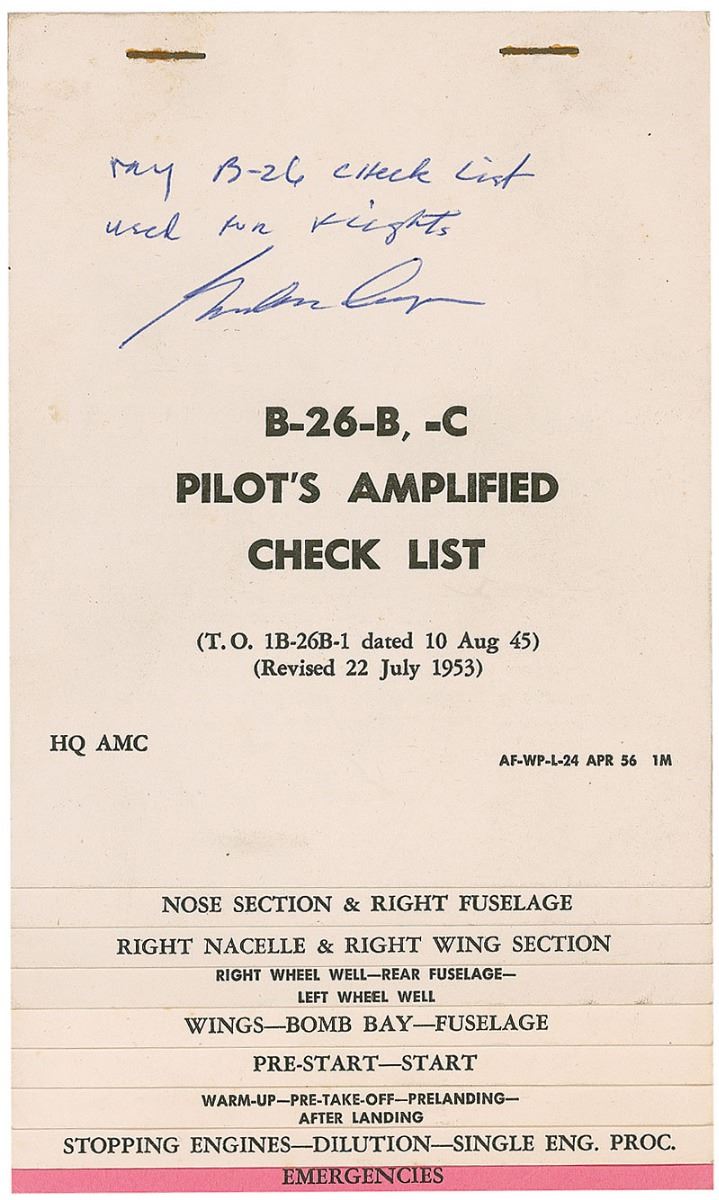 my B-26 check list
used for flights
B-26-B, -C
PILOT'S AMPLIFIED
CHECK LIST
(T. O. 1B-26B-1 dated 10 Aug 45)
(Revised 22 July 1953)
HQ AMC
AF-WP-L-24 APR 56 1M
NOSE SECTION & RIGHT FUSELAGE
RIGHT NACELLE & RIGHT WING SECTION
RIGHT WHEEL WELL—REAR FUSELAGE—
LEFT WHEEL WELL
WINGS—BOMB BAY—FUSELAGE
PRE-START—START
WARM-UP—PRE-TAKE-OFF—PRELANDING—
AFTER LANDING
STOPPING ENGINES—DILUTION—SINGLE ENG. PROC.
EMERGENCIES